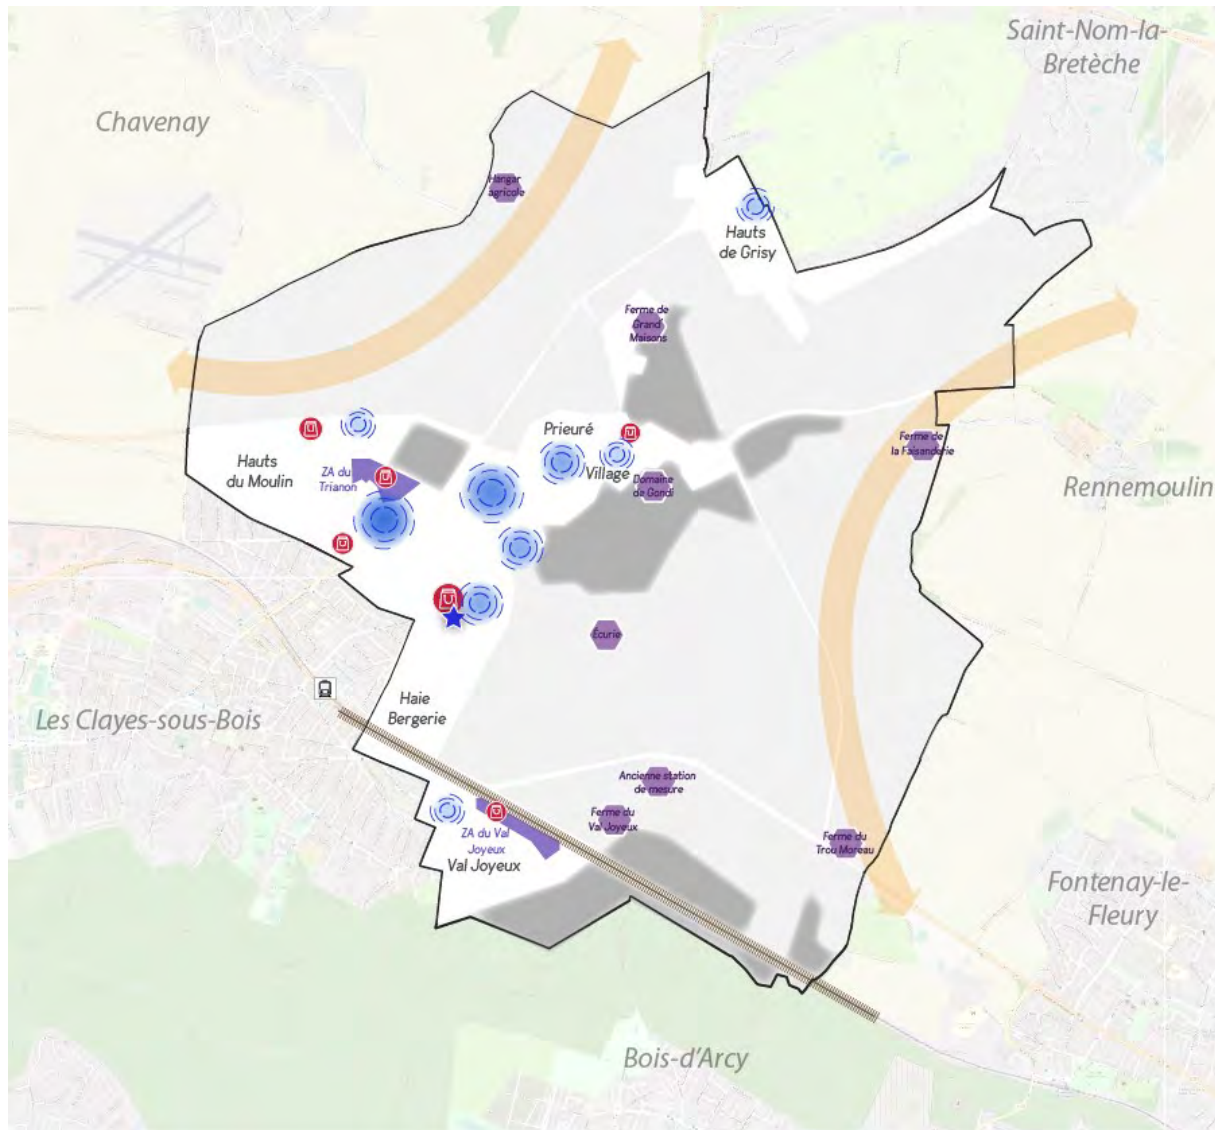 Saint-Nom-la-
Bretèche
Chavenay
Hangar
agricole
Hauts
de Grisy
Ferme de
Grand
Maisons
Prieuré
Ferme de
la Faisanderie
Hauts
du Moulin
ZA du
Trianon
Village
Domaine
de Gondi
Rennemoulin
Écurie
Haie
Bergerie
Les Clayes-sous-Bois
Ancienne station
de mesure
Ferme du
Val Joyeux
ZA du Val
Joyeux
Val Joyeux
Ferme du
Trou Moreau
Fontenay-le-
Fleury
Bois-d'Arcy